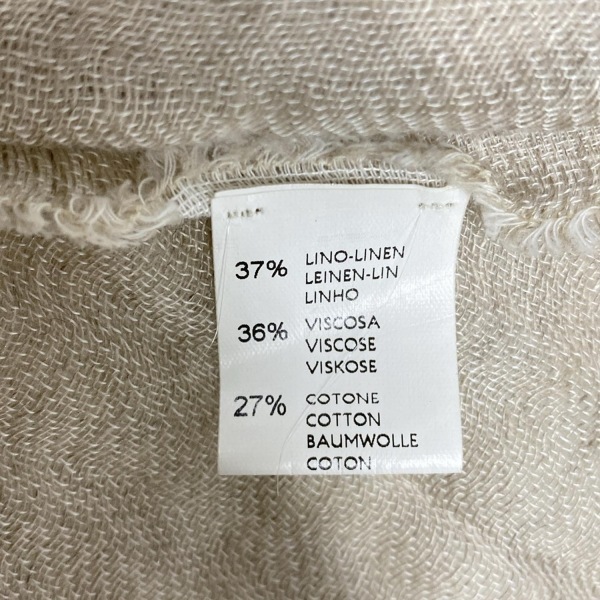 37% LINO-LINEN
LEINEN-LIN
LINHO
36% VISCOSA
VISCOSE
VISKOSE
27% COTONE
COTTON
BAUMWOLLE
COTON